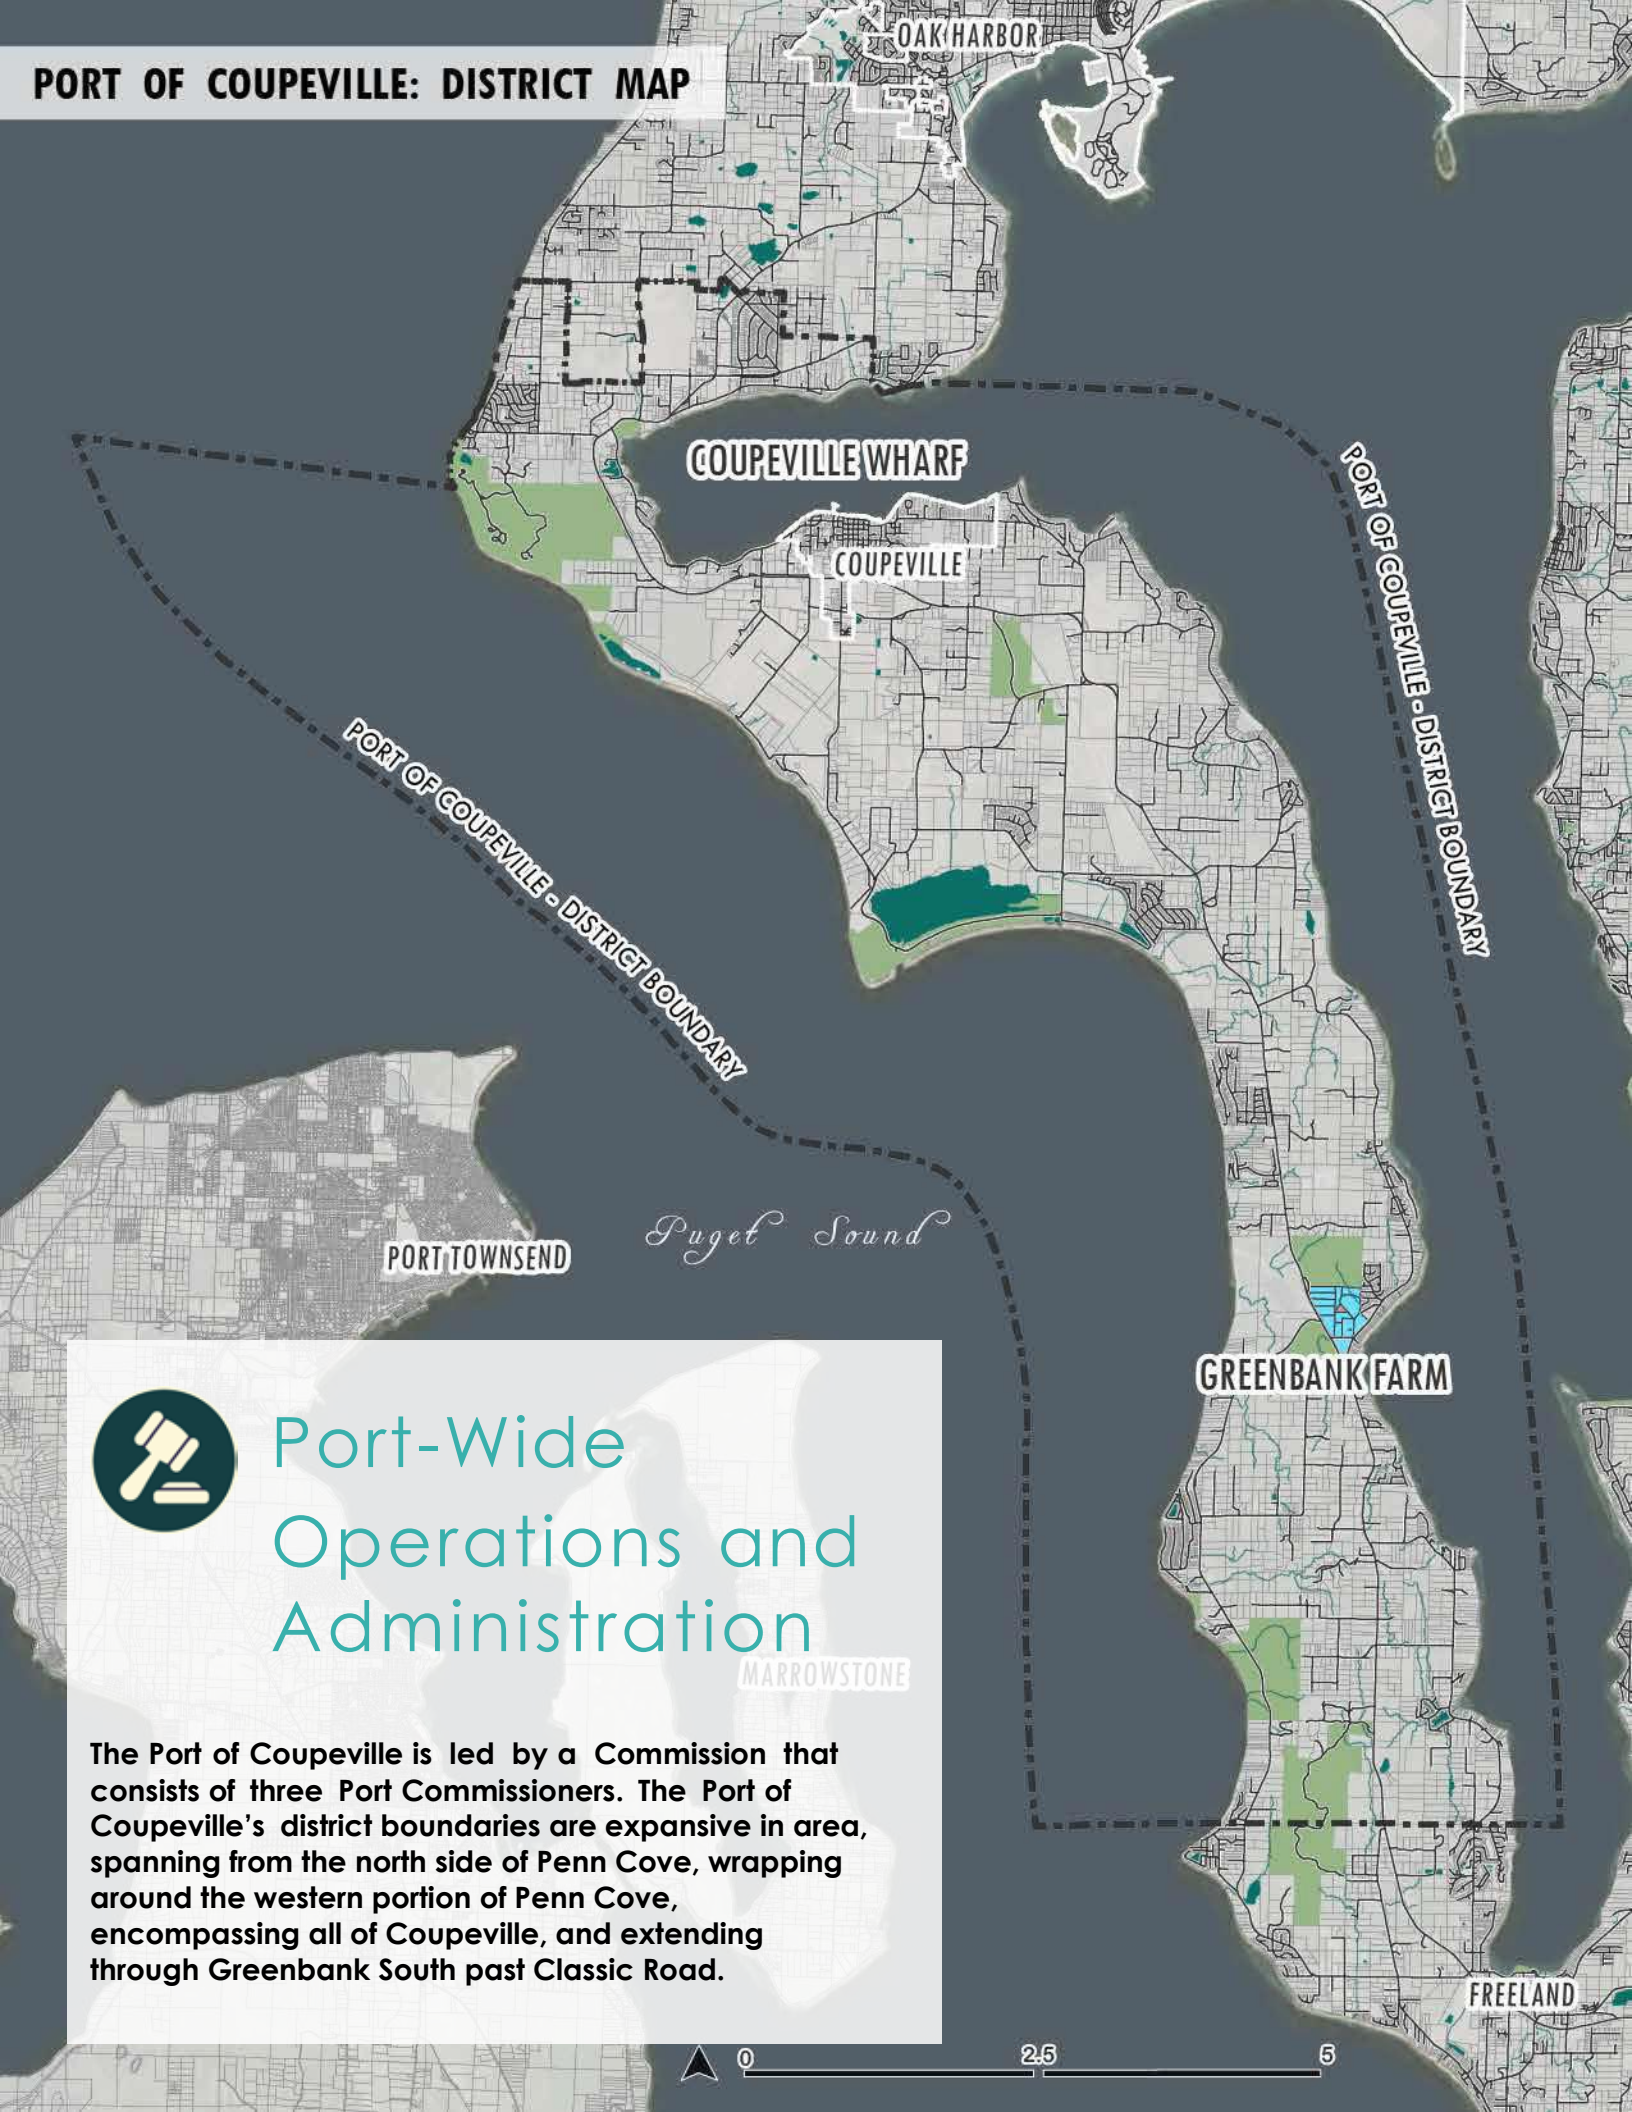 OAK HARBOR
PORT OF COUPEVILLE: DISTRICT MAP
COUPEVILLE WHARF
COUPEVILLE
PORT OF COUPEVILLE - DISTRICT BOUNDARY
PORT OF COUPEVILLE - DISTRICT BOUNDARY
Puget Sound
PORT TOWNSEND
GREENBANK FARM
Port-Wide
Operations and
Administration
MARROWSTONE
The Port of Coupeville is led by a Commission that
consists of three Port Commissioners. The Port of
Coupeville’s district boundaries are expansive in area,
spanning from the north side of Penn Cove, wrapping
around the western portion of Penn Cove,
encompassing all of Coupeville, and extending
through Greenbank South past Classic Road.
FREELAND
0 2.5 5